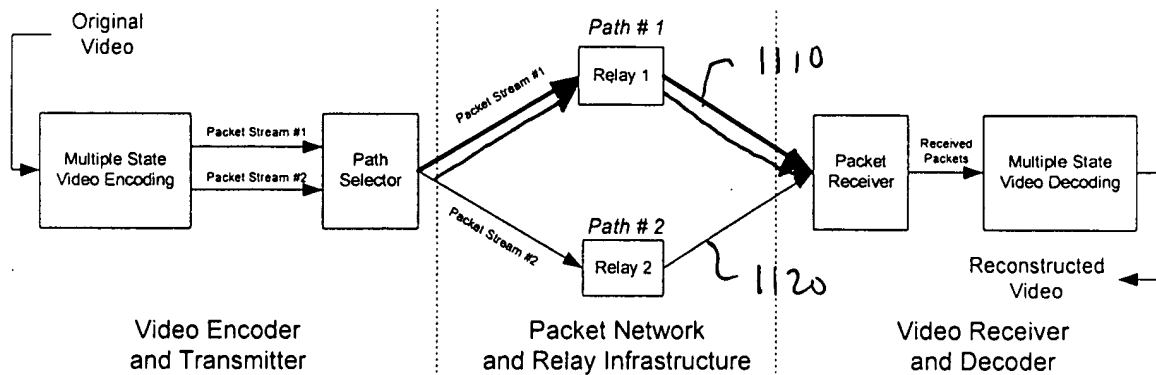 Original
Video
Path # 1
Relay 1
1110
Packet Stream #1
Multiple State
Video Encoding
Packet Stream #1
Packet Stream #2
Path
Selector
Packet
Receiver
Received
Packets
Multiple State
Video Decoding
Packet Stream #2
Path # 2
Relay 2
1120
Reconstructed
Video
Video Encoder
and Transmitter
Packet Network
and Relay Infrastructure
Video Receiver
and Decoder